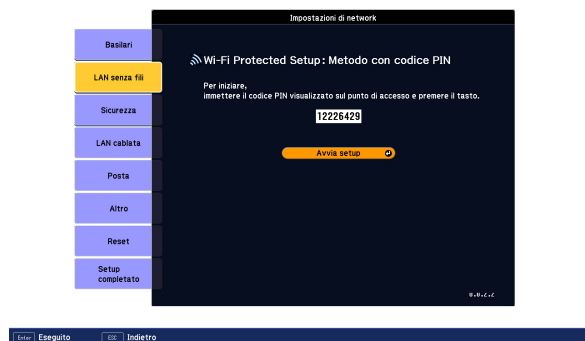 Impostazioni di network
Basilari
LAN senza fili
Sicurezza
LAN cablata
Posta
Altro
Reset
Setup
completato
Wi-Fi Protected Setup: Metodo con codice PIN
Per iniziare,
immettere il codice PIN visualizzato sul punto di accesso e premere il tasto.
12226429
Avvia setup
Enter Eseguito ESC Indietro